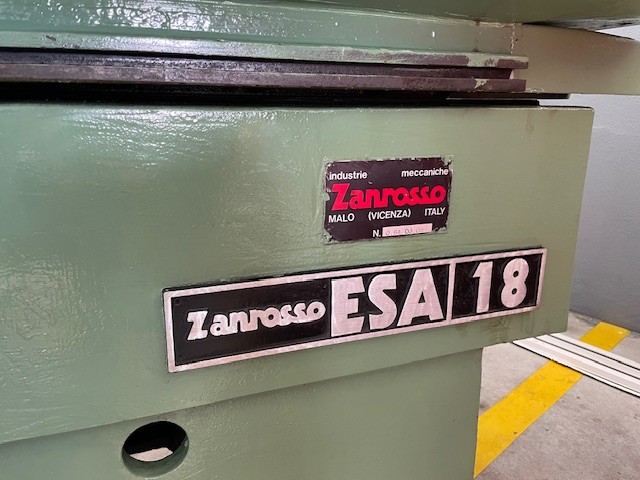 industrie meccaniche
Zanrosso
MALO (VICENZA) ITALY
N.
Zanrosso ESA 18